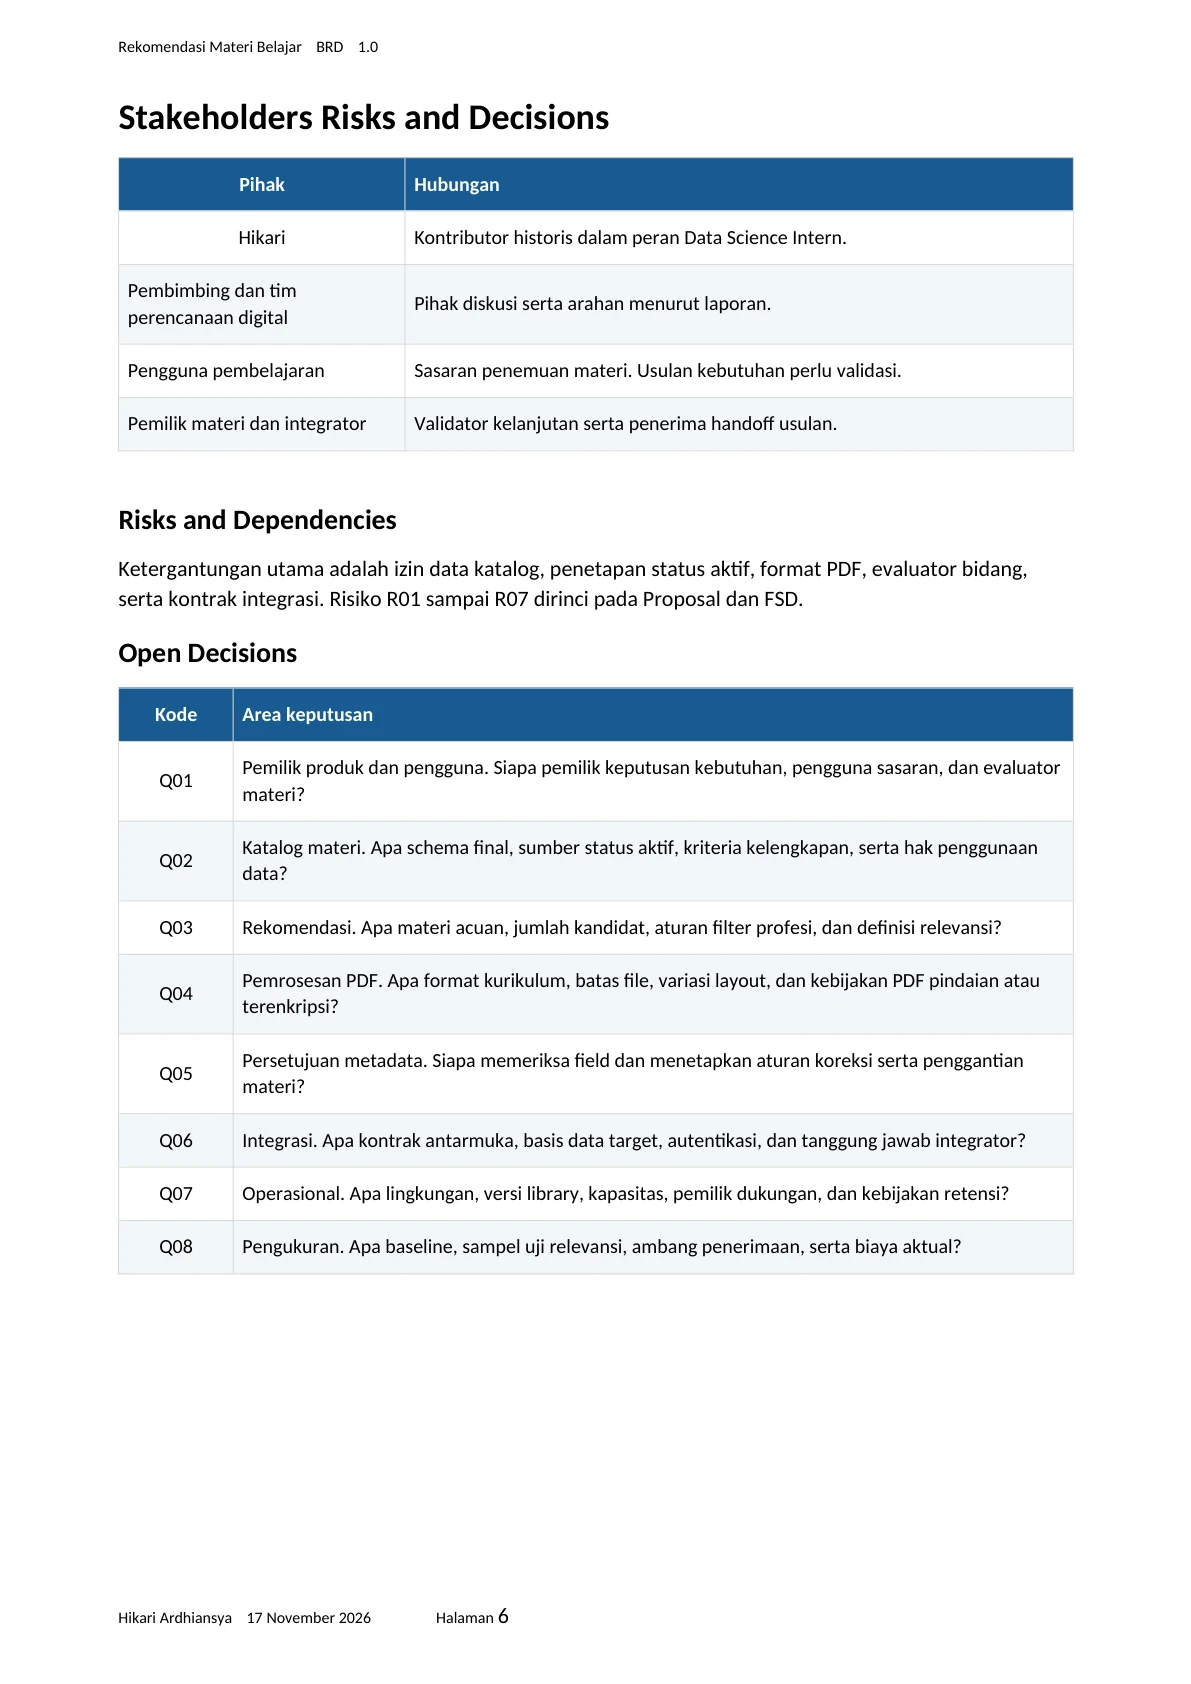 Rekomendasi Materi Belajar BRD 1.0
Stakeholders Risks and Decisions
Pihak Hubungan
Hikari Kontributor historis dalam peran Data Science Intern.
Pembimbing dan tim
perencanaan digital
Pihak diskusi serta arahan menurut laporan.
Pengguna pembelajaran Sasaran penemuan materi. Usulan kebutuhan perlu validasi.
Pemilik materi dan integrator Validator kelanjutan serta penerima handoff usulan.
Risks and Dependencies
Ketergantungan utama adalah izin data katalog, penetapan status aktif, format PDF, evaluator bidang,
serta kontrak integrasi. Risiko R01 sampai R07 dirinci pada Proposal dan FSD.
Open Decisions
Kode Area keputusan
Q01
Pemilik produk dan pengguna. Siapa pemilik keputusan kebutuhan, pengguna sasaran, dan evaluator
materi?
Q02
Katalog materi. Apa schema final, sumber status aktif, kriteria kelengkapan, serta hak penggunaan
data?
Q03 Rekomendasi. Apa materi acuan, jumlah kandidat, aturan filter profesi, dan definisi relevansi?
Q04
Pemrosesan PDF. Apa format kurikulum, batas file, variasi layout, dan kebijakan PDF pindaian atau
terenkripsi?
Q05
Persetujuan metadata. Siapa memeriksa field dan menetapkan aturan koreksi serta penggantian
materi?
Q06 Integrasi. Apa kontrak antarmuka, basis data target, autentikasi, dan tanggung jawab integrator?
Q07 Operasional. Apa lingkungan, versi library, kapasitas, pemilik dukungan, dan kebijakan retensi?
Q08 Pengukuran. Apa baseline, sampel uji relevansi, ambang penerimaan, serta biaya aktual?
Hikari Ardhiansya 17 November 2026 Halaman 6